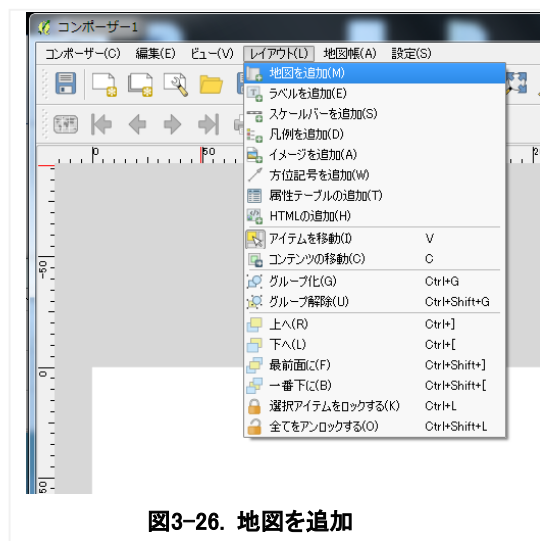 コンポーザー1
コンポーザー(C) 編集(E) ビュー(V) レイアウト(L) 地図帳(A) 設定(S)
地図を追加(M)
ラベルを追加(E)
スケールバーを追加(S)
凡例を追加(D)
イメージを追加(A)
方位記号を追加(W)
属性テーブルの追加(T)
HTMLの追加(H)
アイテムを移動(I) V
コンテンツの移動(C) C
グループ化(G) Ctrl+G
グループ解除(U) Ctrl+Shift+G
上へ(R) Ctrl+]
下へ(L) Ctrl+[
最前面に(F) Ctrl+Shift+]
一番下に(B) Ctrl+Shift+[
選択アイテムをロックする(K) Ctrl+L
全てをアンロックする(O) Ctrl+Shift+L
0 50
50
0
50
図3-26. 地図を追加